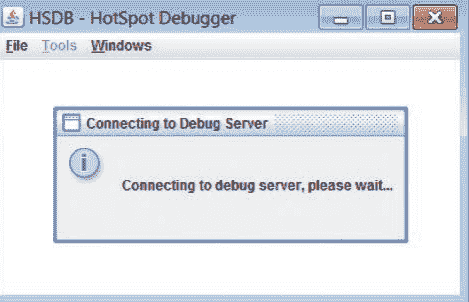 HSDB - HotSpot Debugger
File Tools Windows
Connecting to Debug Server
Connecting to debug server, please wait...